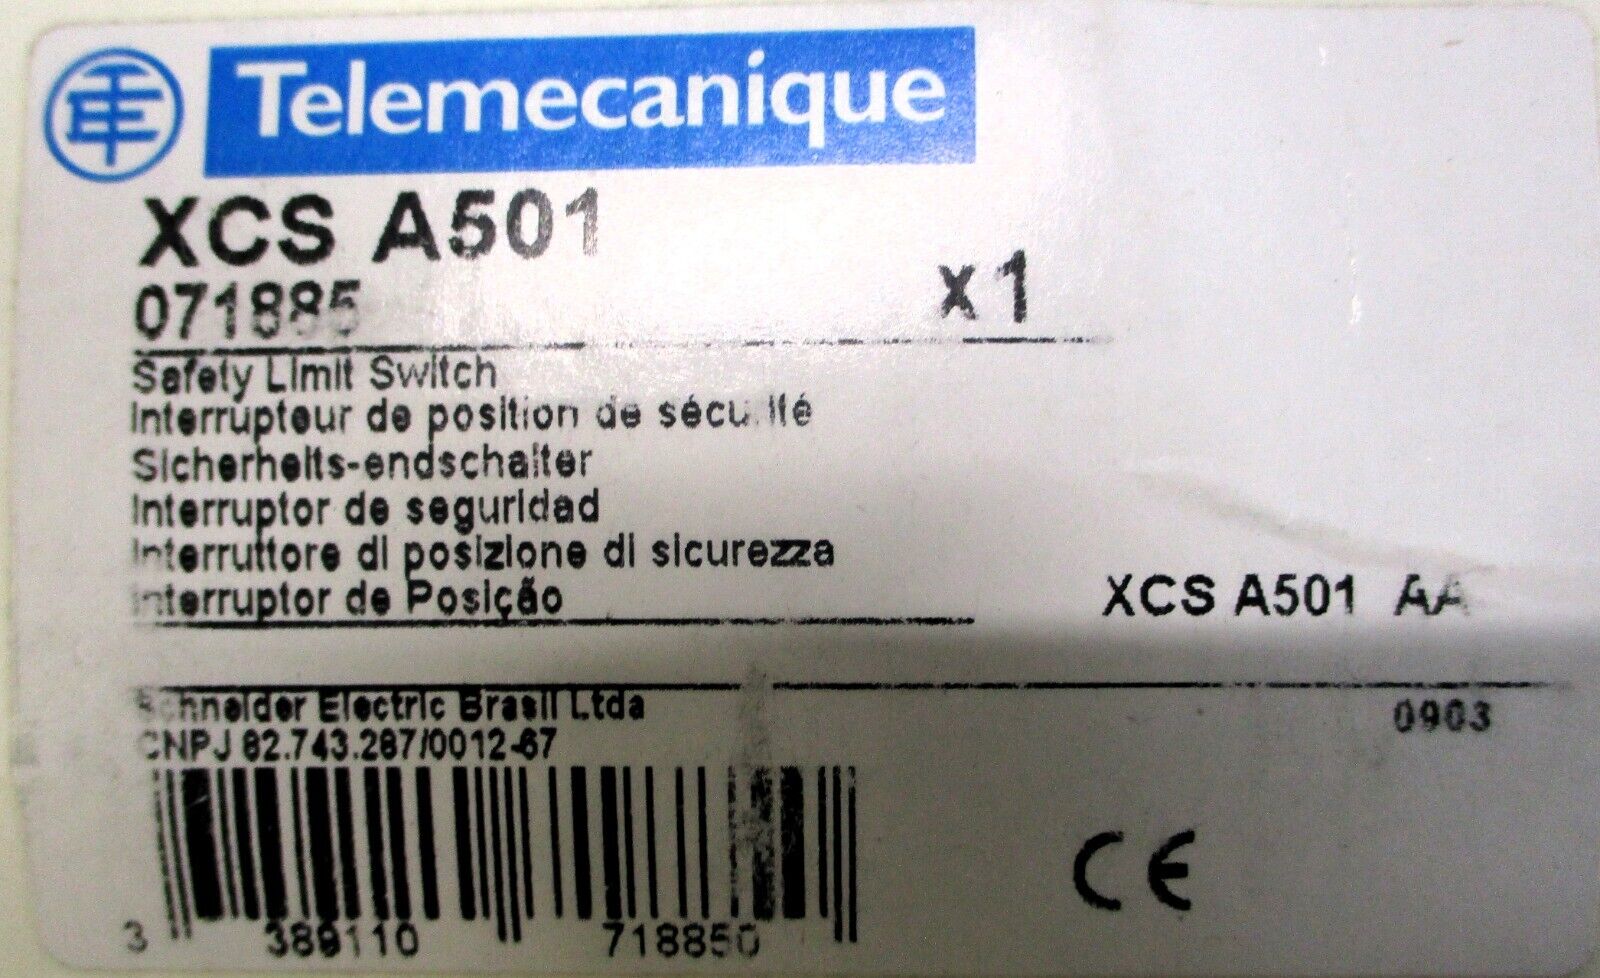 Telemecanique
XCS A501
071885
x1
Safety Limit Switch
Interrupteur de position de sécurité
Sicherheits-endschalter
Interruptor de seguridad
Interruttore di posizione di sicurezza
Interruptor de Posição
XCS A501 AA
Schneider Electric Brasil Ltda
0903
CNPJ 82.743.287/0012-67
3 389110 718850
CE